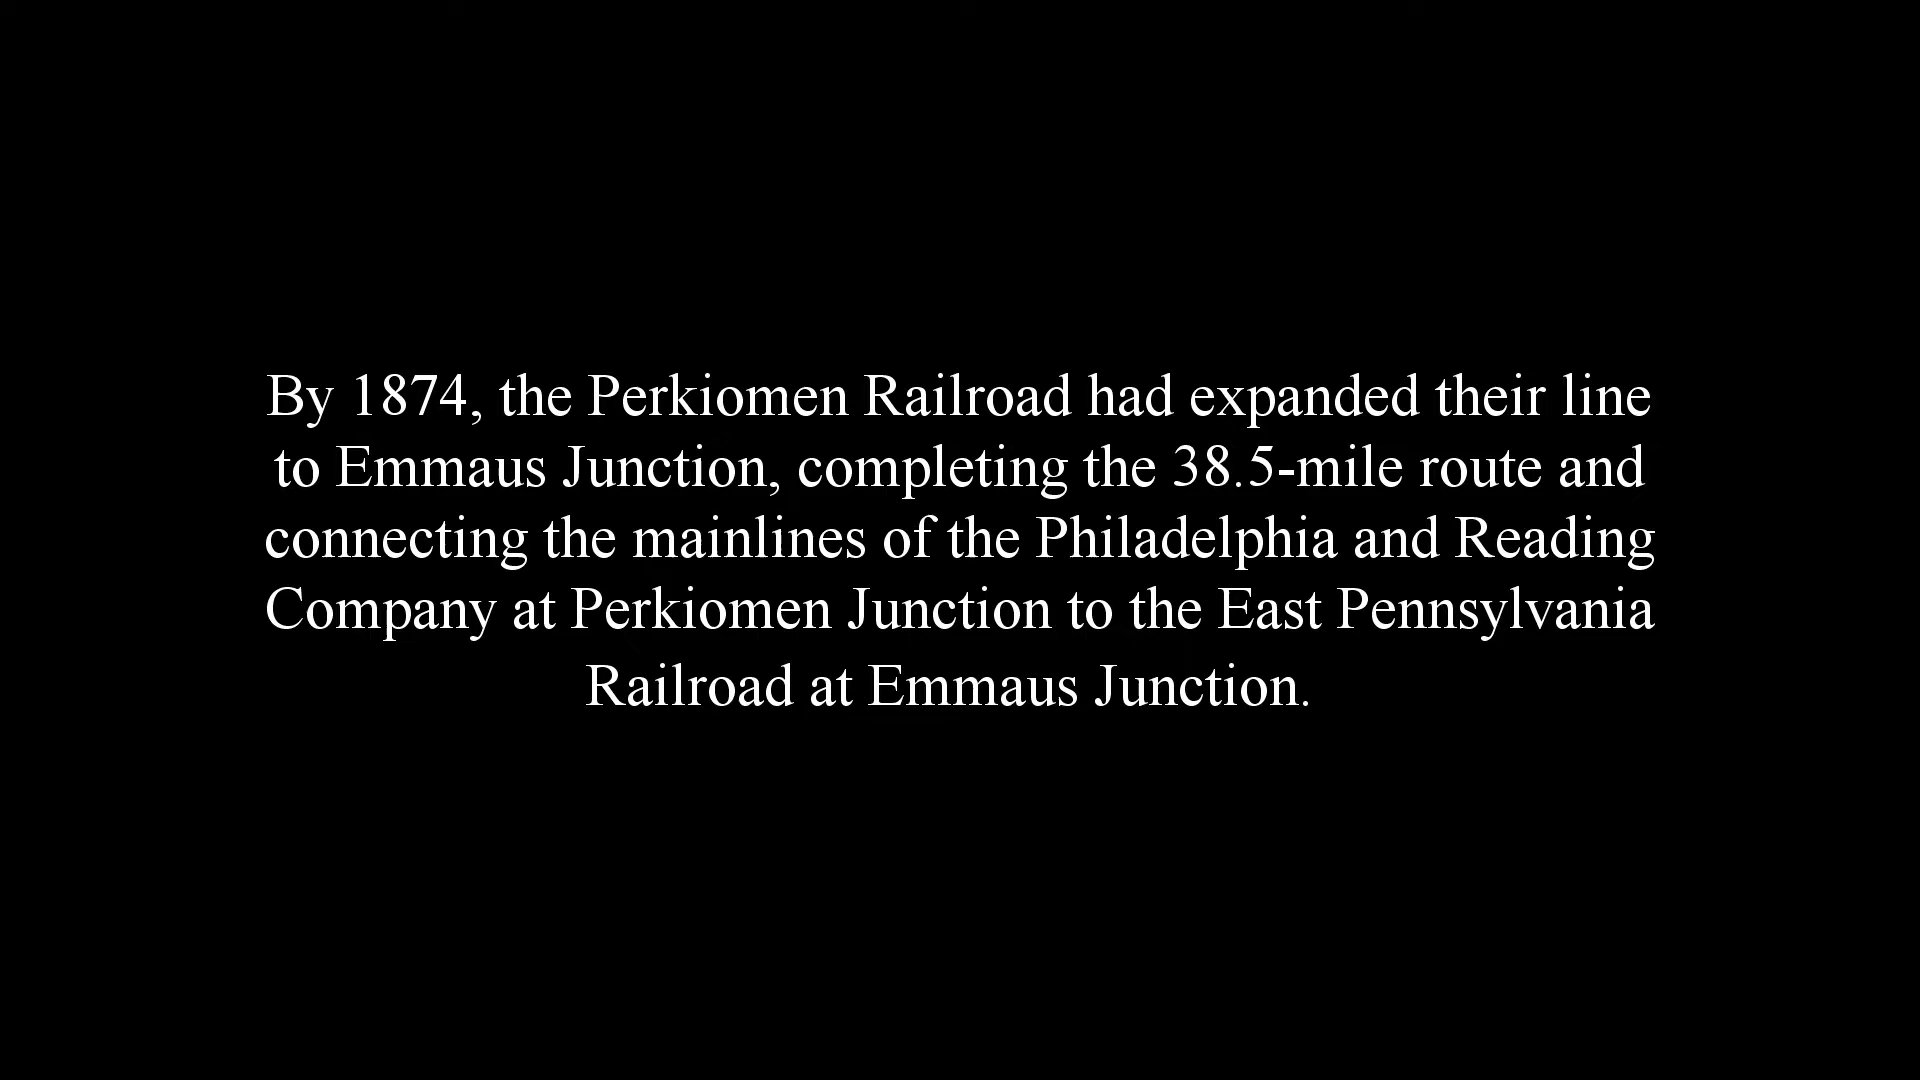 By 1874, the Perkiomen Railroad had expanded their line
to Emmaus Junction, completing the 38.5-mile route and
connecting the mainlines of the Philadelphia and Reading
Company at Perkiomen Junction to the East Pennsylvania
Railroad at Emmaus Junction.